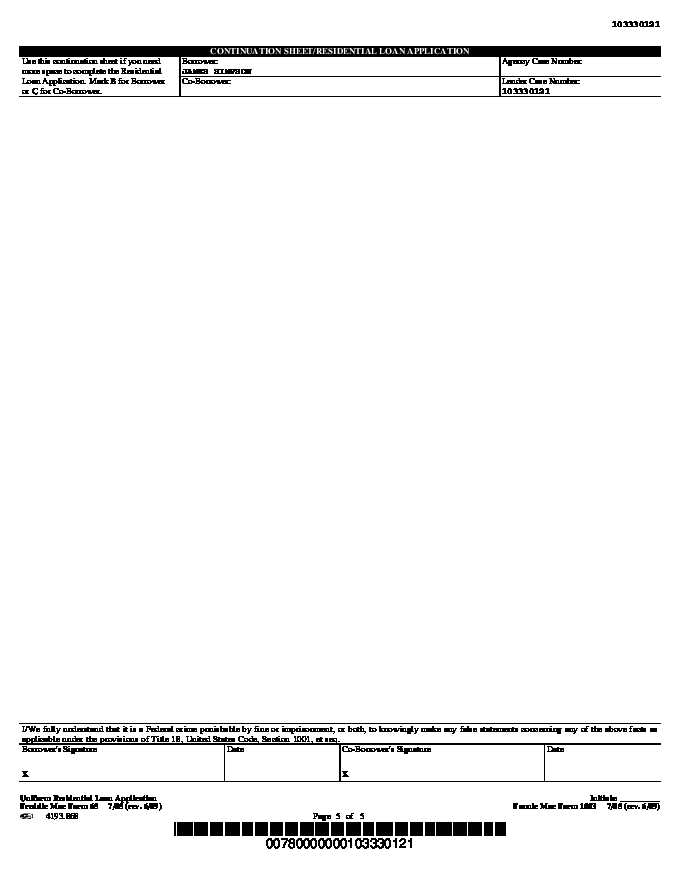 103330121
CONTINUATION SHEET/RESIDENTIAL LOAN APPLICATION
Use this continuation sheet if you need
more space to complete the Residential
Loan Application. Mark B for Borrower
or C for Co-Borrower.
Borrower:
JAMES SIMPSON
Co-Borrower:
Agency Case Number:
Lender Case Number:
103330121
I/We fully understand that it is a Federal crime punishable by fine or imprisonment, or both, to knowingly make any false statements concerning any of the above facts as
applicable under the provisions of Title 18, United States Code, Section 1001, et seq.
Borrower's Signature Date Co-Borrower's Signature Date
X X
Uniform Residential Loan Application Initials:
Freddie Mac Form 65 7/05 (rev. 6/09) Fannie Mae Form 1003 7/05 (rev. 6/09)
4193.868 Page 5 of 5
00780000000103330121